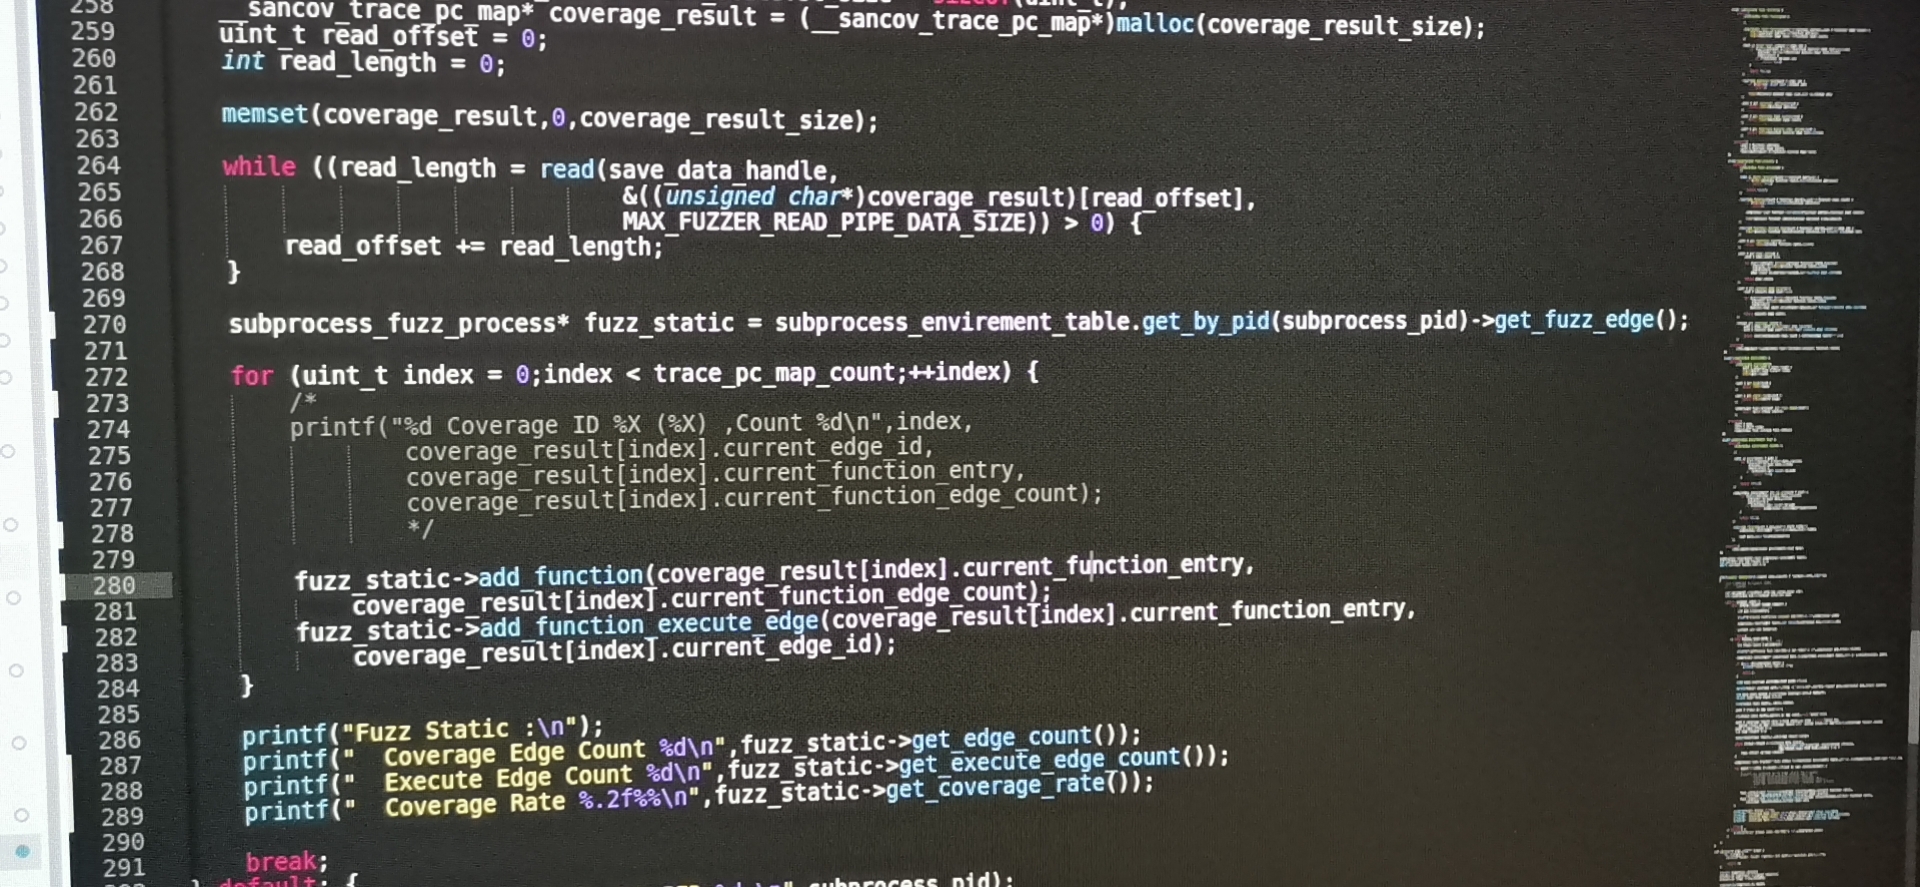 258
259 __sancov_trace_pc_map* coverage_result = (__sancov_trace_pc_map*)malloc(coverage_result_size);
260 uint_t read_offset = 0;
261 int read_length = 0;
262
263 memset(coverage_result,0,coverage_result_size);
264
265 while ((read_length = read(save_data_handle,
266 &((unsigned char*)coverage_result)[read_offset],
267 MAX_FUZZER_READ_PIPE_DATA_SIZE)) > 0) {
268 read_offset += read_length;
269 }
270 subprocess_fuzz_process* fuzz_static = subprocess_envirement_table.get_by_pid(subprocess_pid)->get_fuzz_edge();
271
272 for (uint_t index = 0;index < trace_pc_map_count;++index) {
273 /*
274 printf("%d Coverage ID %X (%X) ,Count %d\n",index,
275 coverage_result[index].current_edge_id,
276 coverage_result[index].current_function_entry,
277 coverage_result[index].current_function_edge_count);
278 */
279
280 fuzz_static->add_function(coverage_result[index].current_function_entry,
281 coverage_result[index].current_function_edge_count);
282 fuzz_static->add_function_execute_edge(coverage_result[index].current_function_entry,
283 coverage_result[index].current_edge_id);
284 }
285
286 printf("Fuzz Static :\n");
287 printf("  Coverage Edge Count %d\n",fuzz_static->get_edge_count());
288 printf("  Execute Edge Count %d\n",fuzz_static->get_execute_edge_count());
289 printf("  Coverage Rate %.2f%%\n",fuzz_static->get_coverage_rate());
290
291 break;
default: {
subprocess_pid);